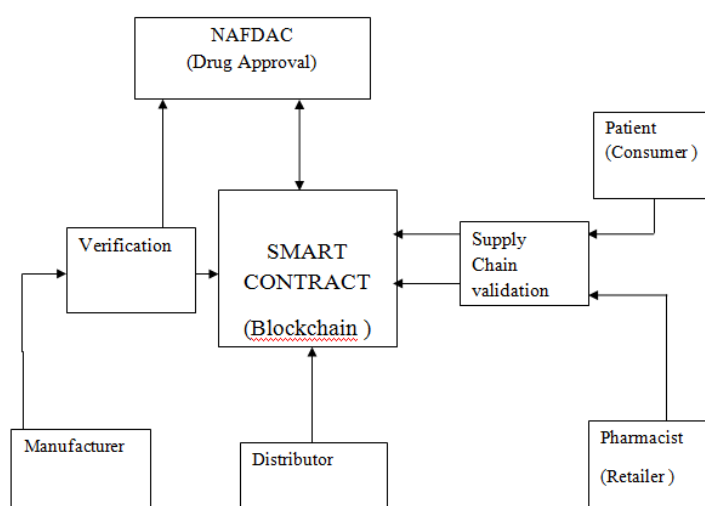 NAFDAC
(Drug Approval)
Patient
(Consumer )
Verification
SMART
CONTRACT
(Blockchain )
Supply
Chain
validation
Manufacturer
Distributor
Pharmacist
(Retailer )